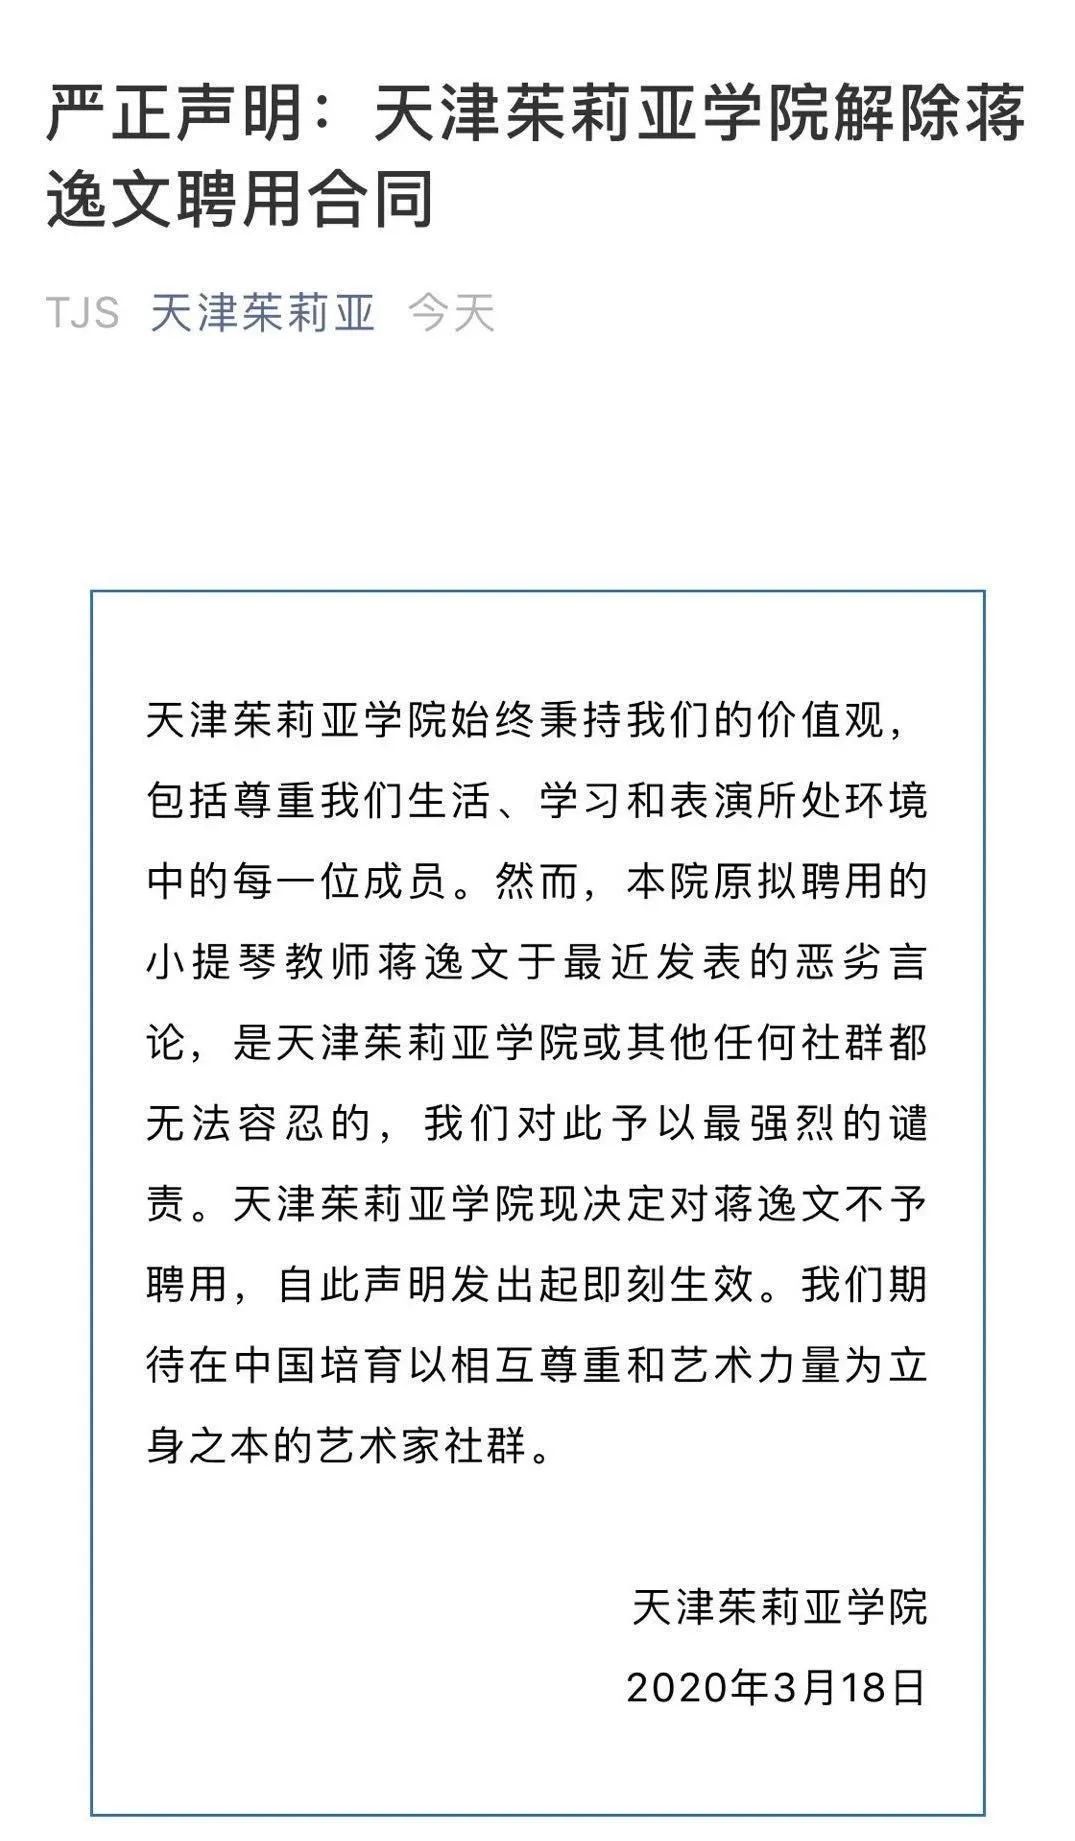 严正声明：天津茱莉亚学院解除蒋
逸文聘用合同
TJS 天津茱莉亚 今天
天津茱莉亚学院始终秉持我们的价值观，
包括尊重我们生活、学习和表演所处环境
中的每一位成员。然而，本院原拟聘用的
小提琴教师蒋逸文于最近发表的恶劣言
论，是天津茱莉亚学院或其他任何社群都
无法容忍的，我们对此予以最强烈的谴
责。天津茱莉亚学院现决定对蒋逸文不予
聘用，自此声明发出起即刻生效。我们期
待在中国培育以相互尊重和艺术力量为立
身之本的艺术家社群。
天津茱莉亚学院
2020年3月18日